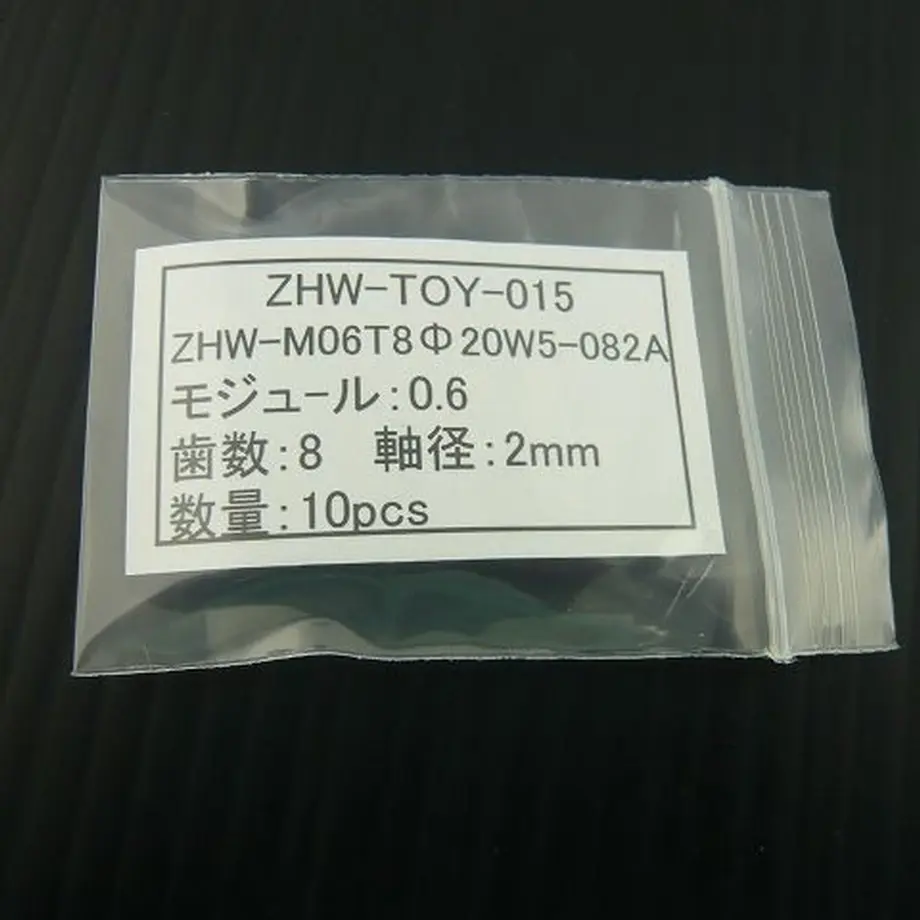 ZHW-TOY-015
ZHW-M06T8Φ20W5-082A
モジュール:0.6
歯数:8　軸径:2mm
数量:10pcs